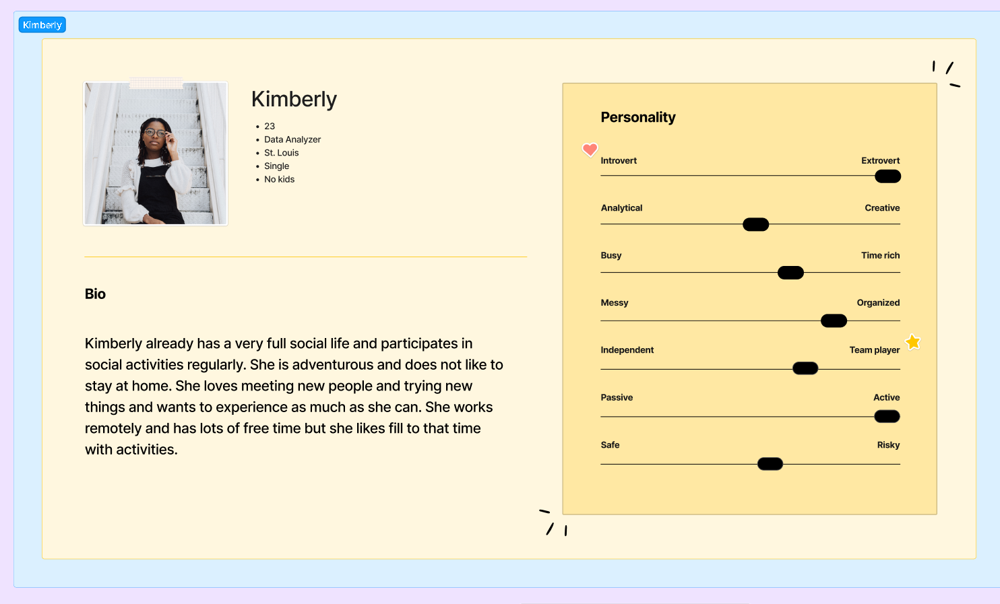 Kimberly
Kimberly
• 23
• Data Analyzer
• St. Louis
• Single
• No kids
Bio
Kimberly already has a very full social life and participates in
social activities regularly. She is adventurous and does not like to
stay at home. She loves meeting new people and trying new
things and wants to experience as much as she can. She works
remotely and has lots of free time but she likes fill to that time
with activities.
Personality
Introvert Extrovert
Analytical Creative
Busy Time rich
Messy Organized
Independent Team player
Passive Active
Safe Risky